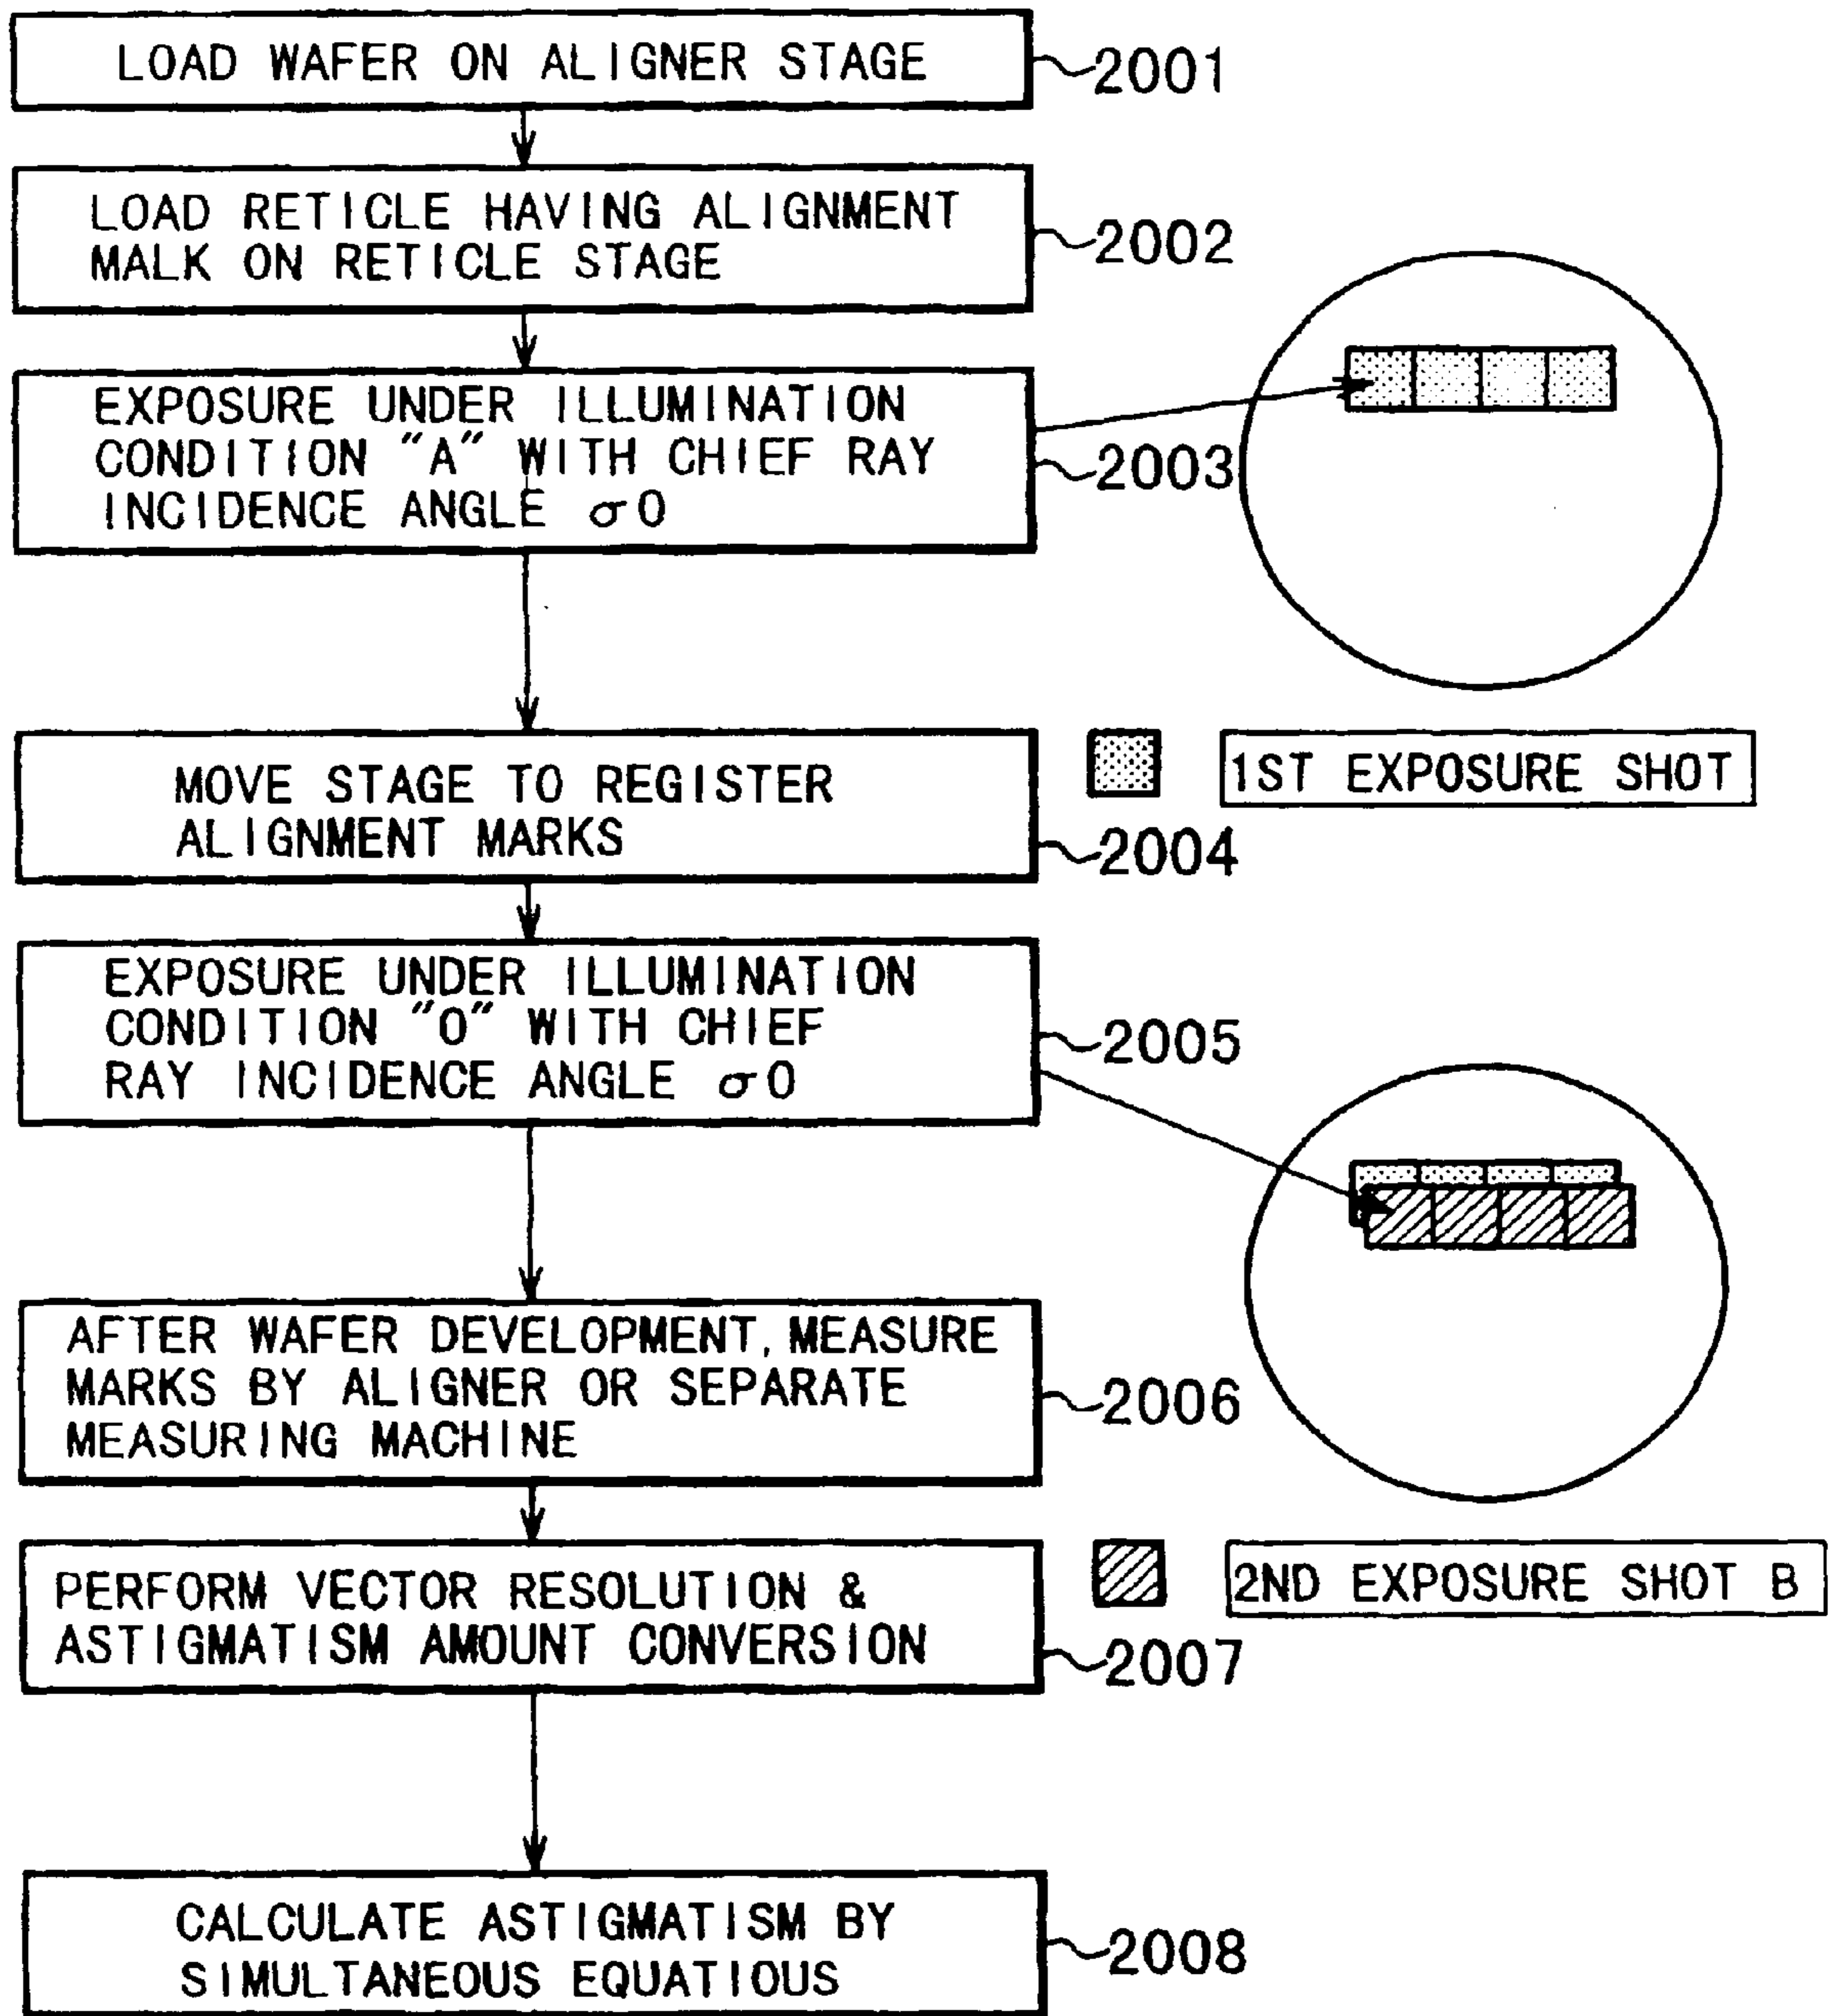 LOAD WAFER ON ALIGNER STAGE
2001
LOAD RETICLE HAVING ALIGNMENT
MALK ON RETICLE STAGE
2002
EXPOSURE UNDER ILLUMINATION
CONDITION "A" WITH CHIEF RAY
INCIDENCE ANGLE σ0
2003
MOVE STAGE TO REGISTER
ALIGNMENT MARKS
2004
1ST EXPOSURE SHOT
EXPOSURE UNDER ILLUMINATION
CONDITION "0" WITH CHIEF
RAY INCIDENCE ANGLE σ0
2005
AFTER WAFER DEVELOPMENT, MEASURE
MARKS BY ALIGNER OR SEPARATE
MEASURING MACHINE
2006
PERFORM VECTOR RESOLUTION &
ASTIGMATISM AMOUNT CONVERSION
2007
2ND EXPOSURE SHOT B
CALCULATE ASTIGMATISM BY
SIMULTANEOUS EQUATIOUS
2008